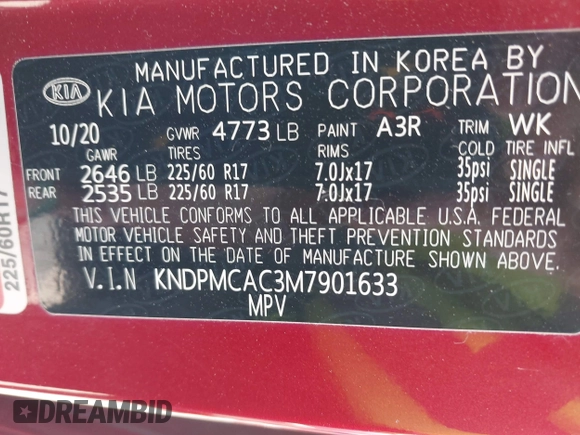 MANUFACTURED IN KOREA BY
KIA KIA MOTORS CORPORATION
10/20 GVWR 4773 LB PAINT A3R TRIM WK
GAWR TIRES RIMS COLD TIRE INFL
FRONT 2646 LB 225/60 R17 7.0Jx17 35psi SINGLE
REAR 2535 LB 225/60 R17 7.0Jx17 35psi SINGLE
THIS VEHICLE CONFORMS TO ALL APPLICABLE U.S.A. FEDERAL
MOTOR VEHICLE SAFETY AND THEFT PREVENTION STANDARDS
IN EFFECT ON THE DATE OF MANUFACTURE SHOWN ABOVE.
V.I.N KNDPMCAC3M7901633
MPV
225/60R17
DREAMBID